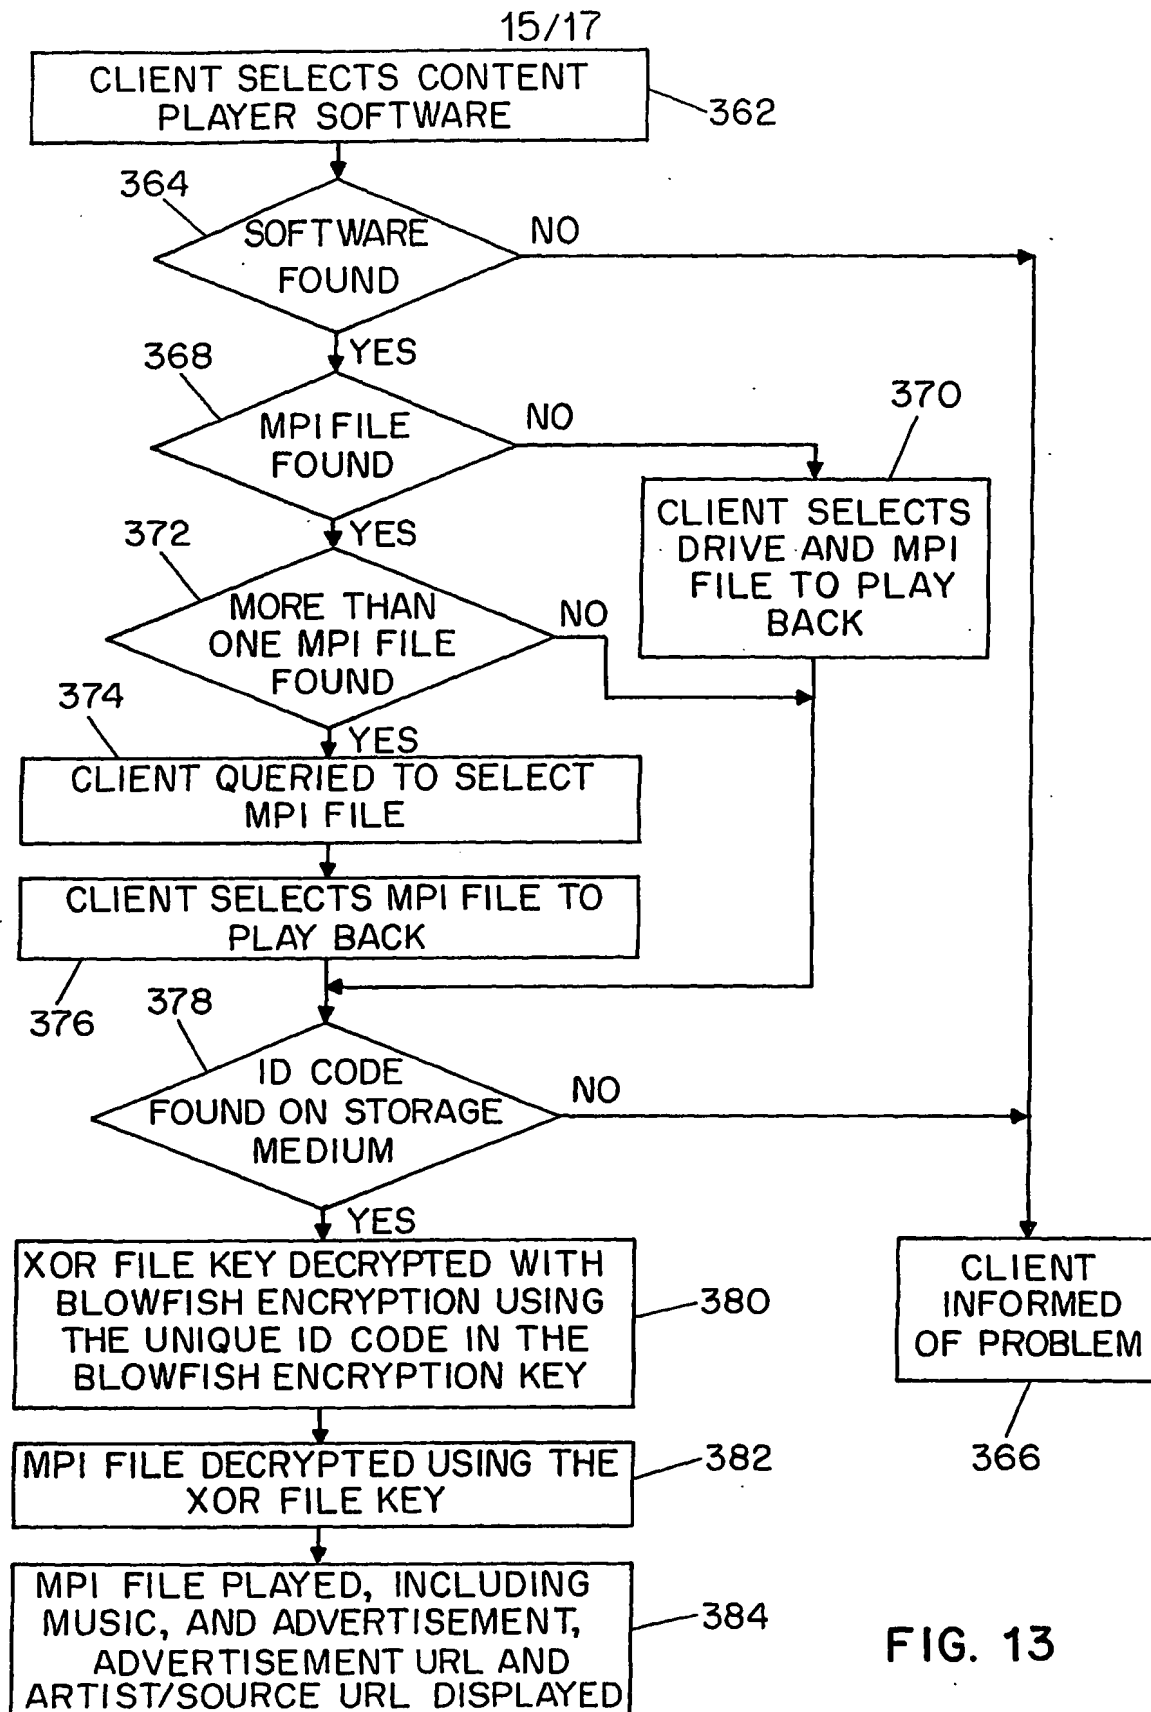 15/17
CLIENT SELECTS CONTENT
PLAYER SOFTWARE
362
364
SOFTWARE
FOUND
NO
YES
368
MPI FILE
FOUND
NO
370
CLIENT SELECTS
DRIVE AND MPI
FILE TO PLAY
BACK
YES
372
MORE THAN
ONE MPI FILE
FOUND
NO
YES
374
CLIENT QUERIED TO SELECT
MPI FILE
CLIENT SELECTS MPI FILE TO
PLAY BACK
376
378
ID CODE
FOUND ON STORAGE
MEDIUM
NO
YES
XOR FILE KEY DECRYPTED WITH
BLOWFISH ENCRYPTION USING
THE UNIQUE ID CODE IN THE
BLOWFISH ENCRYPTION KEY
380
CLIENT
INFORMED
OF PROBLEM
366
MPI FILE DECRYPTED USING THE
XOR FILE KEY
382
MPI FILE PLAYED, INCLUDING
MUSIC, AND ADVERTISEMENT,
ADVERTISEMENT URL AND
ARTIST/SOURCE URL DISPLAYED
384
FIG. 13